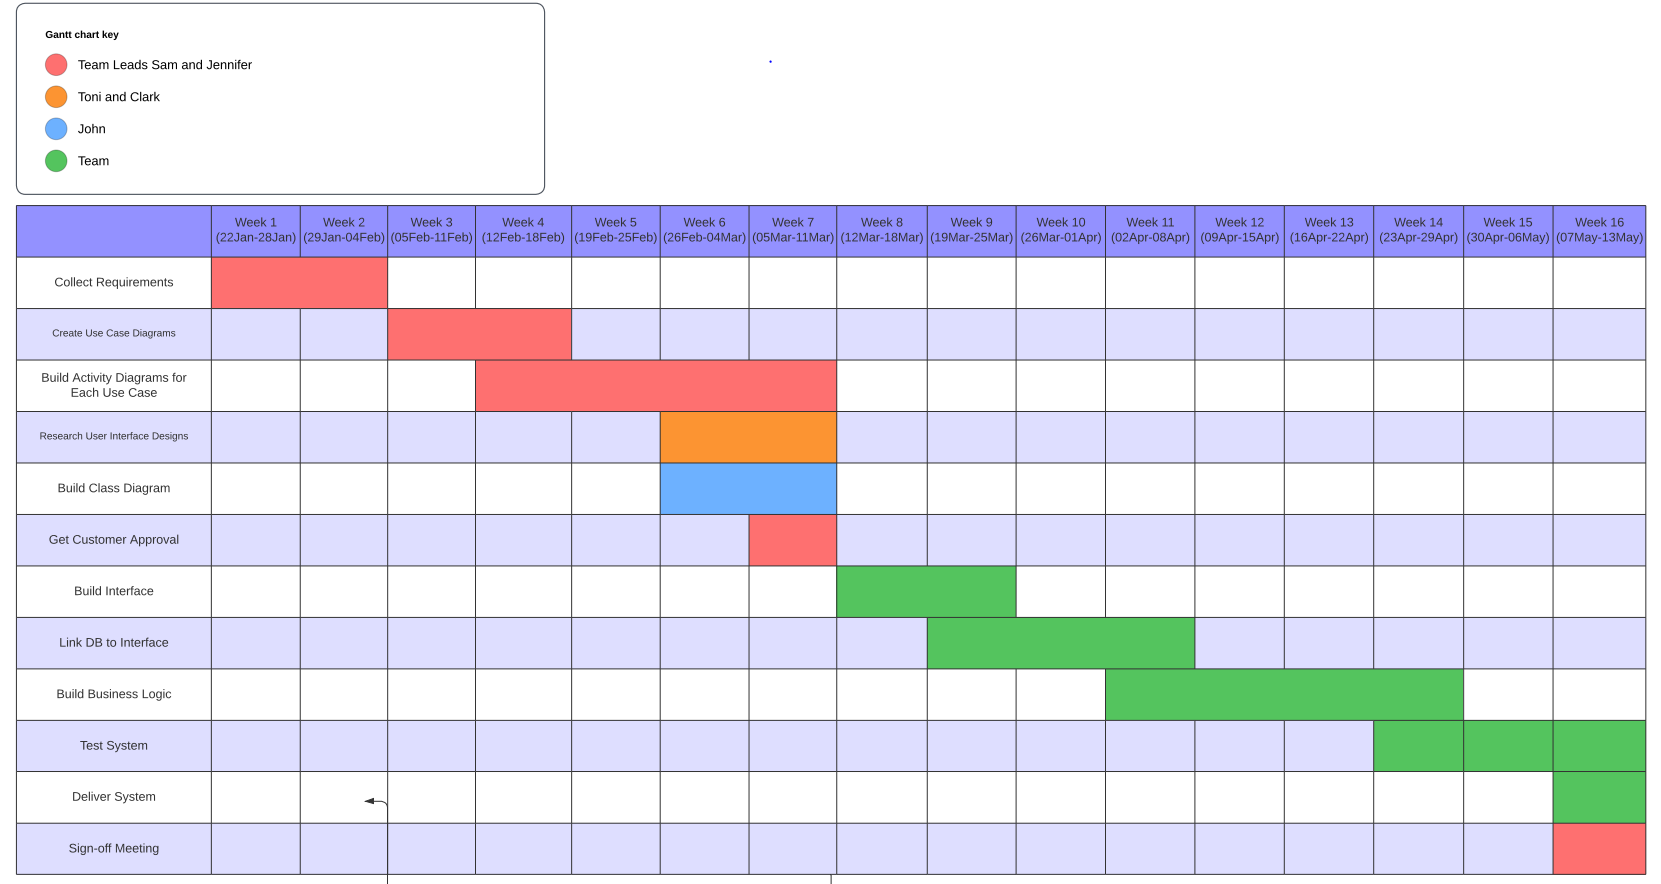 Gantt chart key
Team Leads Sam and Jennifer
Toni and Clark
John
Team
Week 1
(22Jan-28Jan)
Week 2
(29Jan-04Feb)
Week 3
(05Feb-11Feb)
Week 4
(12Feb-18Feb)
Week 5
(19Feb-25Feb)
Week 6
(26Feb-04Mar)
Week 7
(05Mar-11Mar)
Week 8
(12Mar-18Mar)
Week 9
(19Mar-25Mar)
Week 10
(26Mar-01Apr)
Week 11
(02Apr-08Apr)
Week 12
(09Apr-15Apr)
Week 13
(16Apr-22Apr)
Week 14
(23Apr-29Apr)
Week 15
(30Apr-06May)
Week 16
(07May-13May)
Collect Requirements
Create Use Case Diagrams
Build Activity Diagrams for
Each Use Case
Research User Interface Designs
Build Class Diagram
Get Customer Approval
Build Interface
Link DB to Interface
Build Business Logic
Test System
Deliver System
Sign-off Meeting